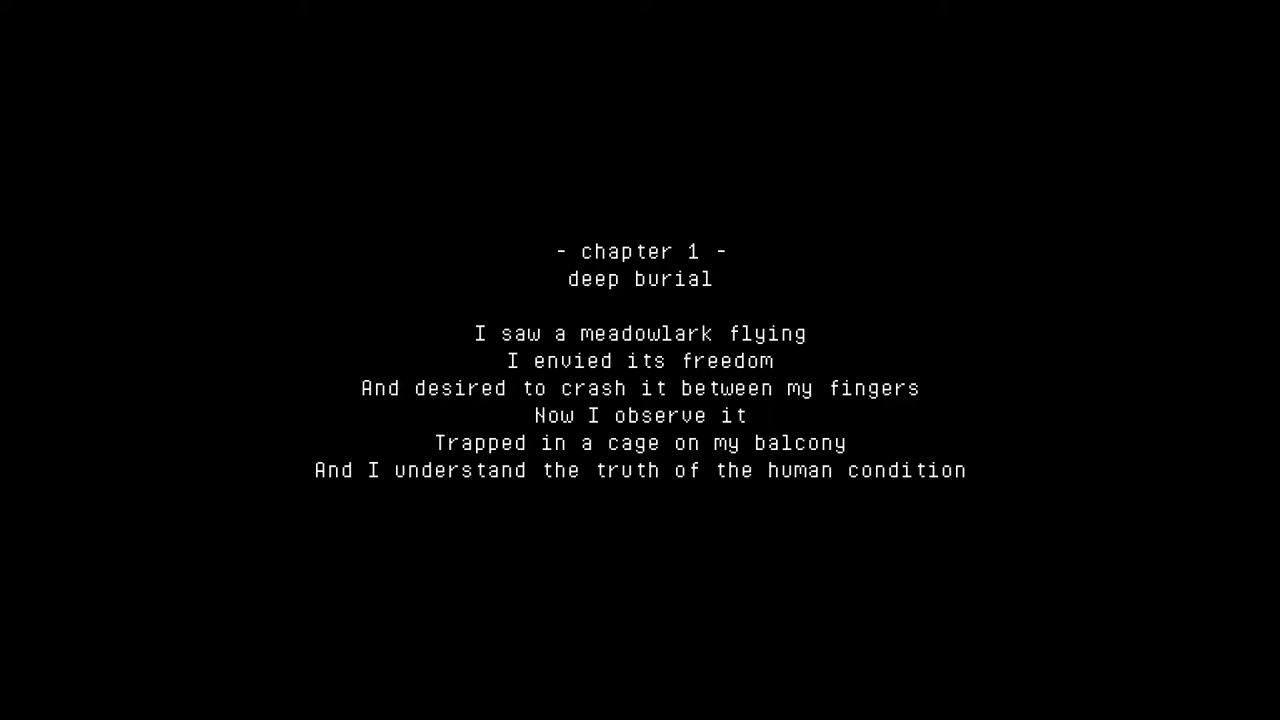 - chapter 1 -
deep burial
I saw a meadowlark flying
I envied its freedom
And desired to crash it between my fingers
Now I observe it
Trapped in a cage on my balcony
And I understand the truth of the human condition